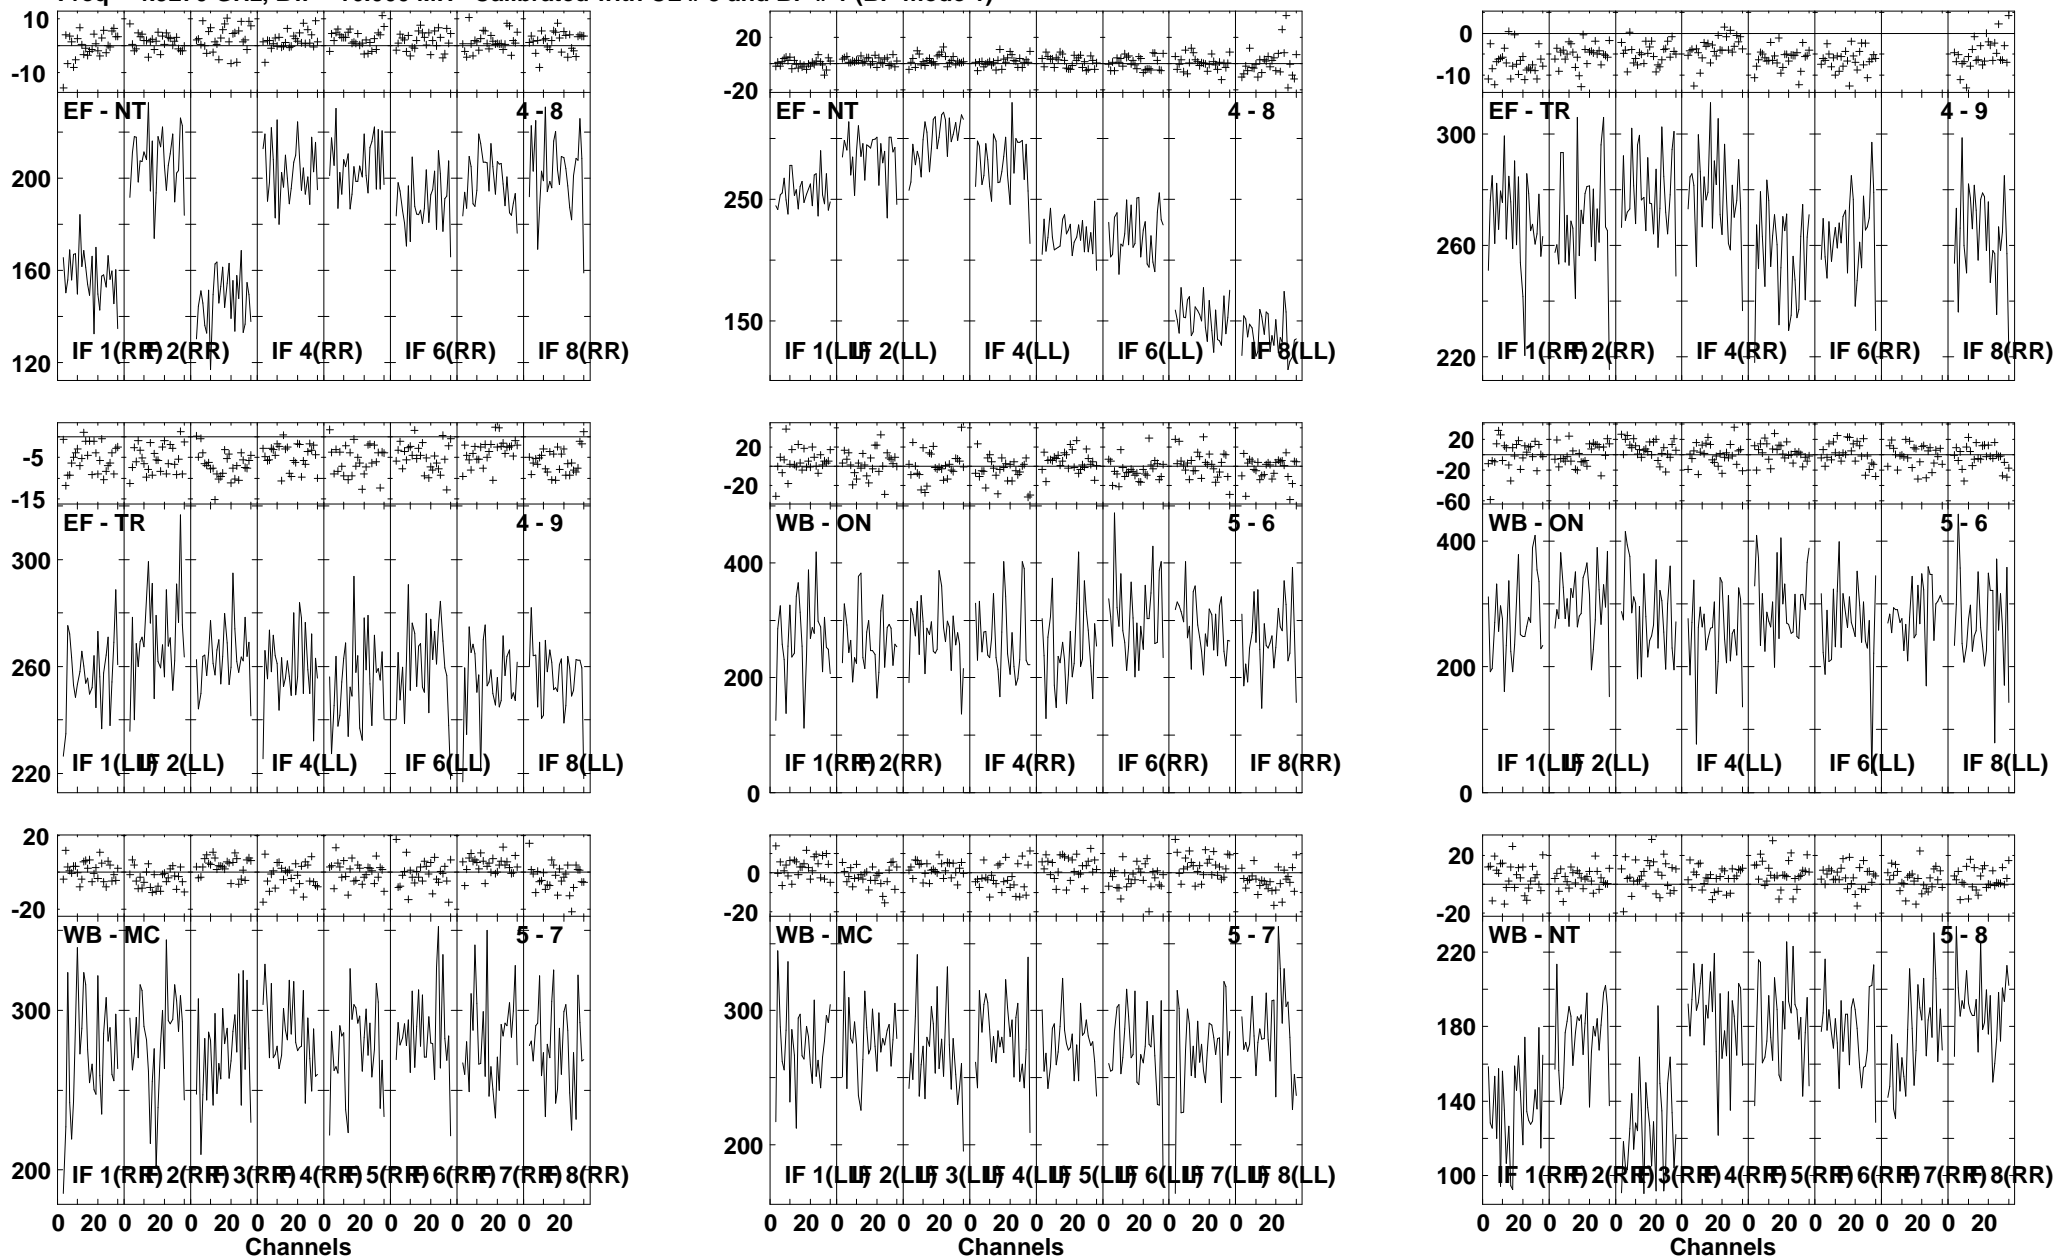 10
-10
EF - NT
4 - 8
200
160
120
IF 1(RR)
IF 2(RR)
IF 4(RR)
IF 6(RR)
IF 8(RR)
20
-20
EF - NT
4 - 8
250
150
IF 1(LL)
IF 2(LL)
IF 4(LL)
IF 6(LL)
IF 8(LL)
0
-10
EF - TR
4 - 9
300
260
220
IF 1(RR)
IF 2(RR)
IF 4(RR)
IF 6(RR)
IF 8(RR)
-5
-15
EF - TR
4 - 9
300
260
220
IF 1(LL)
IF 2(LL)
IF 4(LL)
IF 6(LL)
IF 8(LL)
20
-20
WB - ON
5 - 6
400
200
0
IF 1(RR)
IF 2(RR)
IF 4(RR)
IF 6(RR)
IF 8(RR)
20
-20
-60
WB - ON
5 - 6
400
200
0
IF 1(LL)
IF 2(LL)
IF 4(LL)
IF 6(LL)
IF 8(LL)
20
0
-20
WB - MC
5 - 7
300
200
IF 1(RR)
IF 2(RR)
IF 3(RR)
IF 4(RR)
IF 5(RR)
IF 6(RR)
IF 7(RR)
IF 8(RR)
0 20 0 20 0 20 0 20 0 20 0 20 0 20 0 20
Channels
0
-20
WB - MC
5 - 7
300
200
IF 1(LL)
IF 2(LL)
IF 3(LL)
IF 4(LL)
IF 5(LL)
IF 6(LL)
IF 7(LL)
IF 8(LL)
0 20 0 20 0 20 0 20 0 20 0 20 0 20 0 20
Channels
20
-20
WB - NT
5 - 8
220
180
140
100
IF 1(RR)
IF 2(RR)
IF 3(RR)
IF 4(RR)
IF 5(RR)
IF 6(RR)
IF 7(RR)
IF 8(RR)
0 20 0 20 0 20 0 20 0 20 0 20 0 20 0 20
Channels